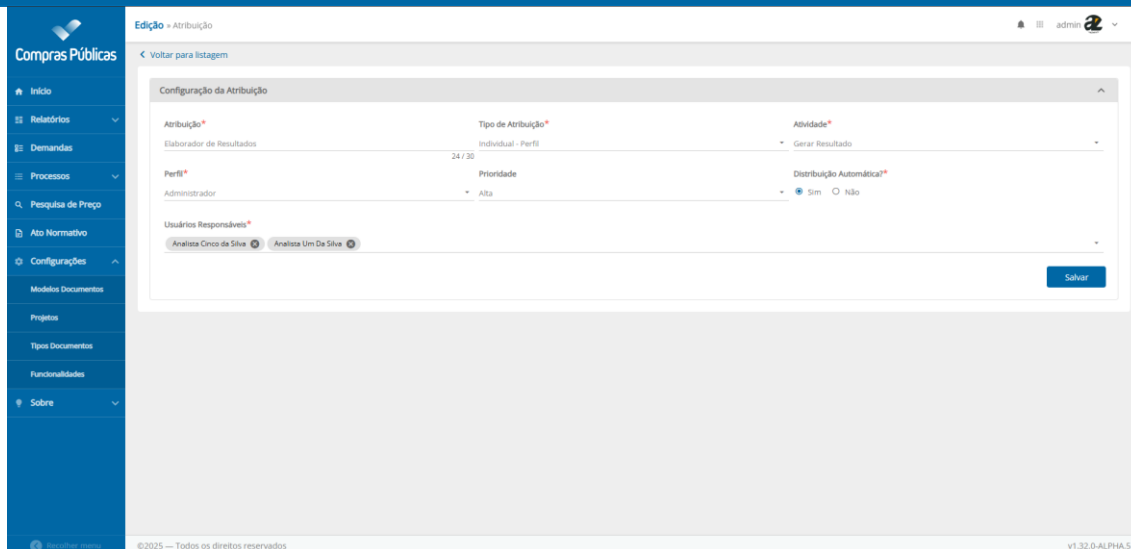 Compras Públicas
Início
Relatórios
Demandas
Processos
Pesquisa de Preço
Ato Normativo
Configurações
Modelos Documentos
Projetos
Tipos Documentos
Funcionalidades
Sobre
Recolher menu
Edição » Atribuição
admin
Voltar para listagem
Configuração da Atribuição
Atribuição* Tipo de Atribuição* Atividade*
Elaborador de Resultados Individual - Perfil Gerar Resultado
24 / 30
Perfil* Prioridade Distribuição Automática?*
Administrador Alta Sim Não
Usuários Responsáveis*
Analista Cinco da Silva Analista Um Da Silva
Salvar
©2025 — Todos os direitos reservados v1.32.0-ALPHA.5